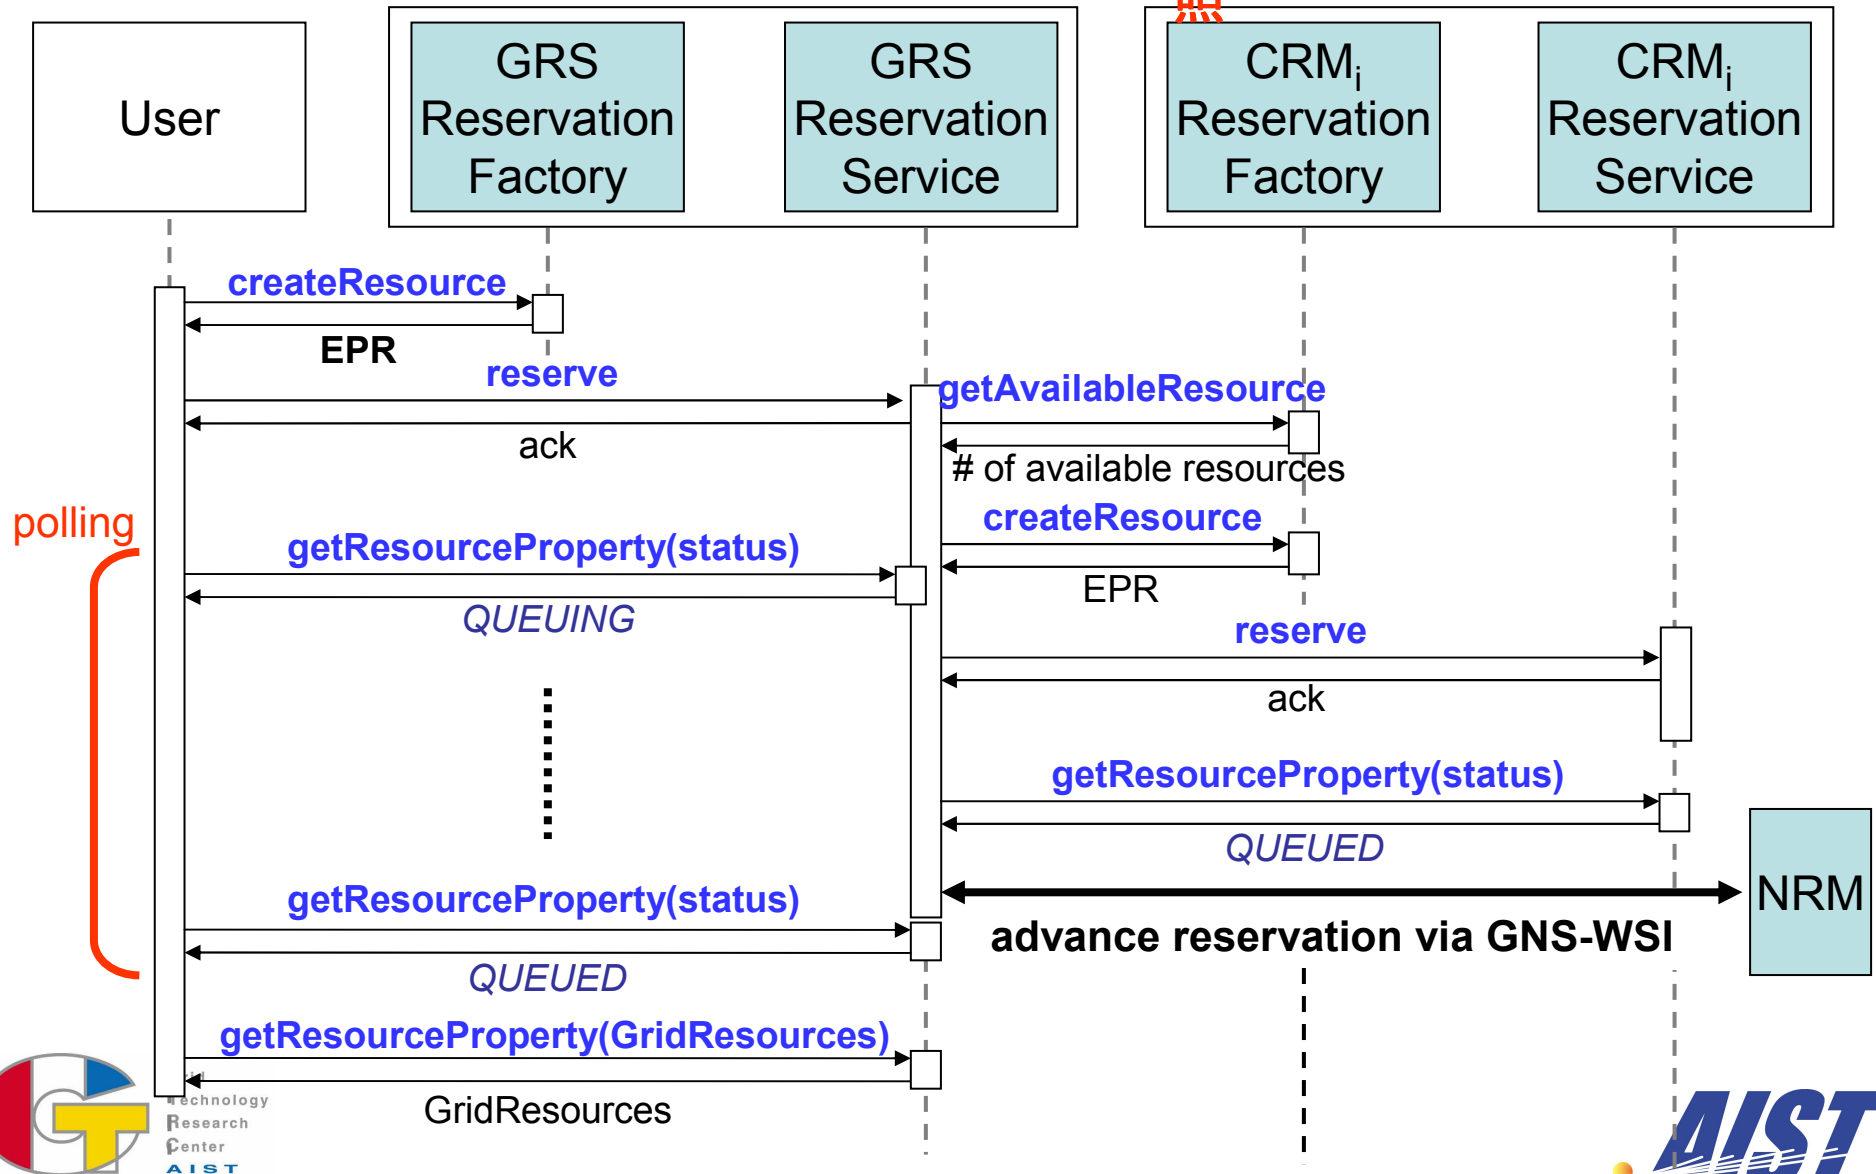 照
User
GRS
Reservation
Factory
GRS
Reservation
Service
CRMi
Reservation
Factory
CRMi
Reservation
Service
createResource
EPR
reserve
ack
getAvailableResource
# of available resources
createResource
EPR
polling
getResourceProperty(status)
QUEUING
reserve
ack
getResourceProperty(status)
QUEUED
NRM
advance reservation via GNS-WSI
getResourceProperty(status)
QUEUED
getResourceProperty(GridResources)
GridResources
Technology
Research
Center
AIST
AIST